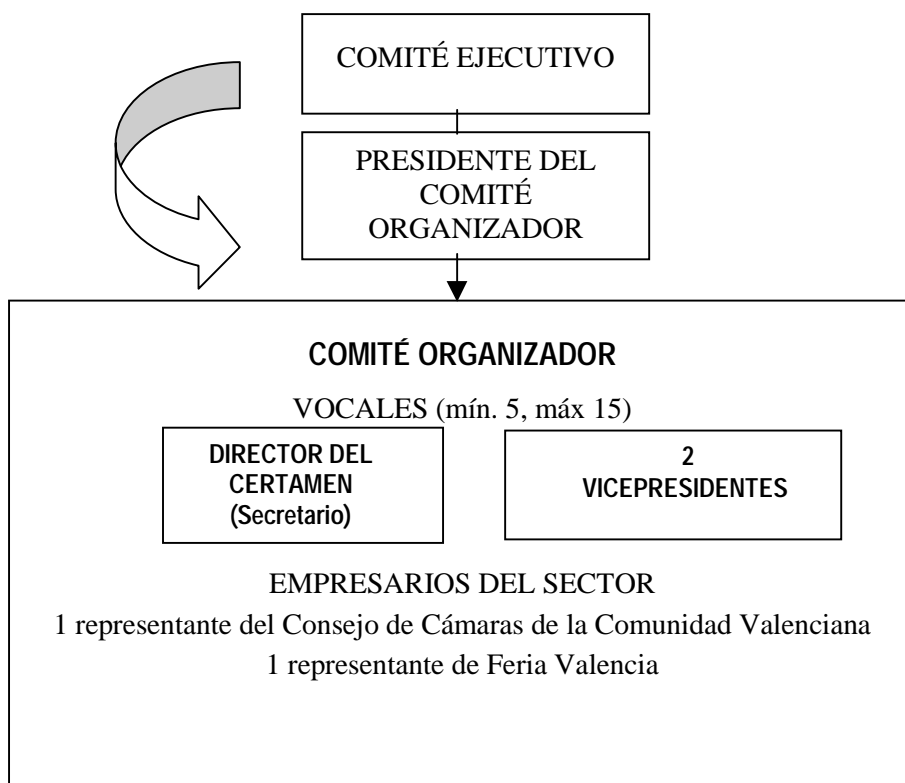 COMITÉ EJECUTIVO
PRESIDENTE DEL
COMITÉ
ORGANIZADOR
COMITÉ ORGANIZADOR
VOCALES (mín. 5, máx 15)
DIRECTOR DEL
CERTAMEN
(Secretario)
2
VICEPRESIDENTES
EMPRESARIOS DEL SECTOR
1 representante del Consejo de Cámaras de la Comunidad Valenciana
1 representante de Feria Valencia